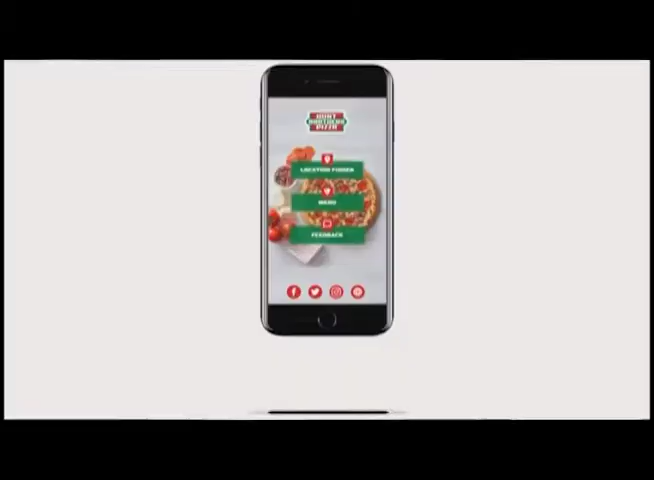 HUNT
BROTHERS
PIZZA
LOCATION FINDER
MENU
FEEDBACK